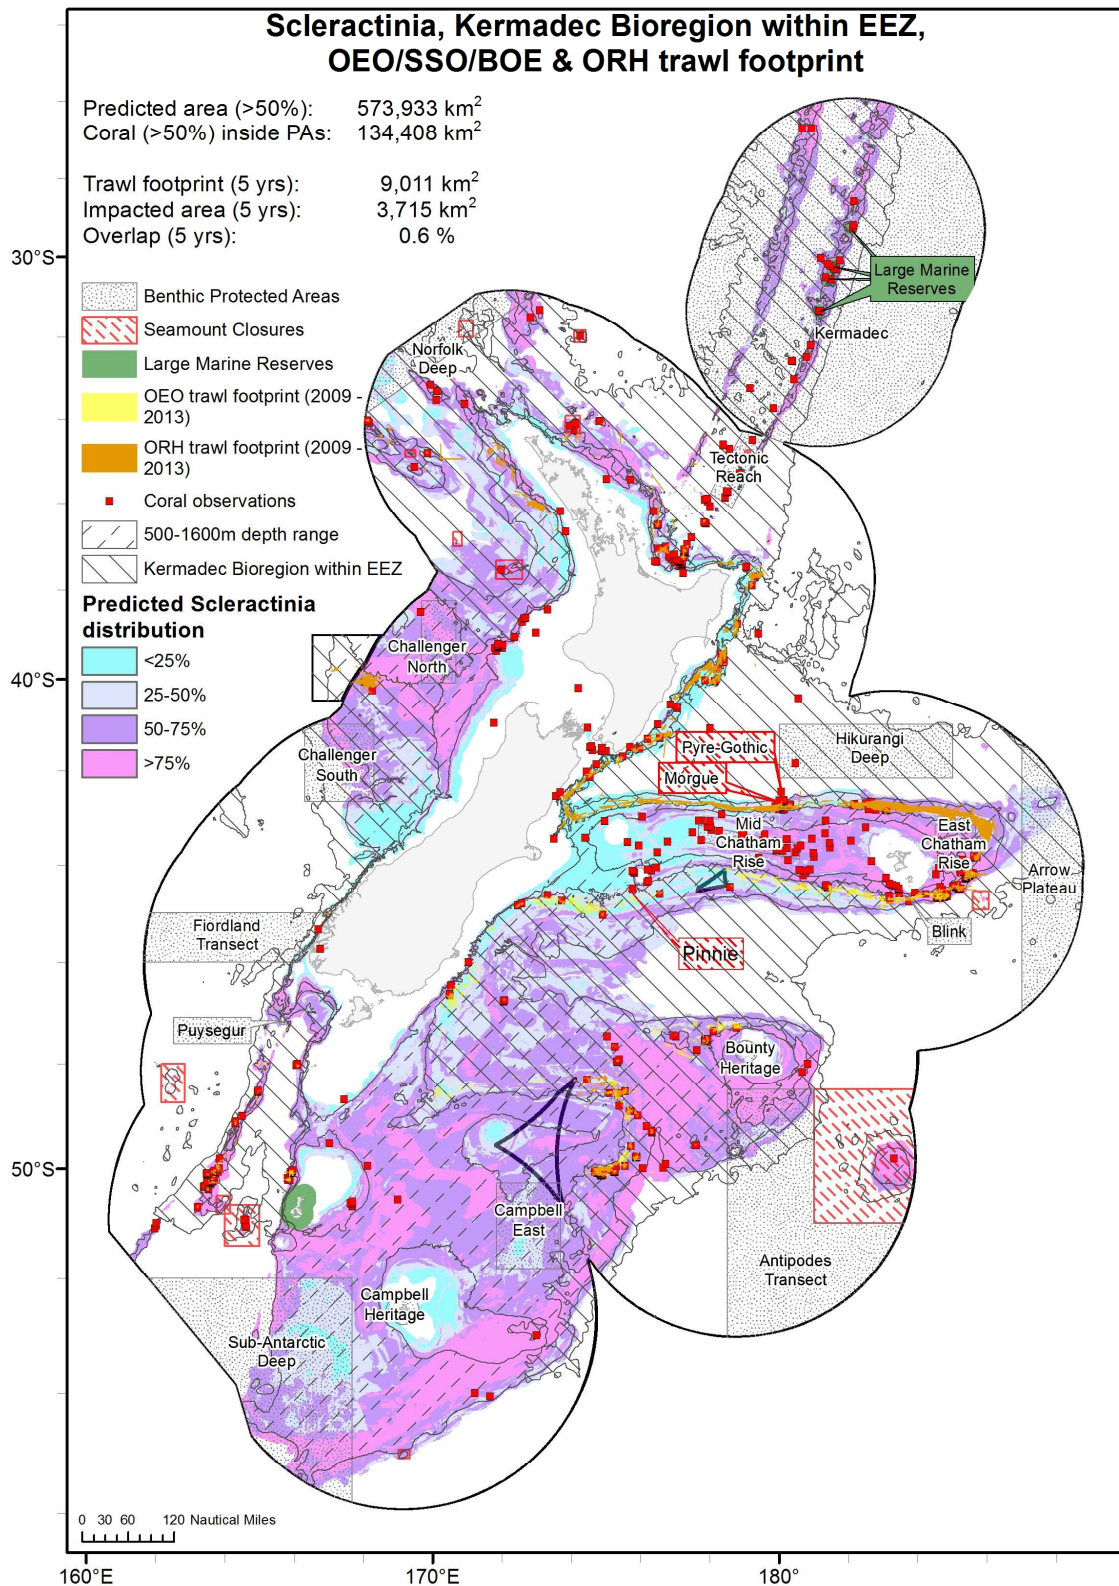 Scleractinia, Kermadec Bioregion within EEZ,
OEO/SSO/BOE & ORH trawl footprint
Predicted area (>50%): 573,933 km²
Coral (>50%) inside PAs: 134,408 km²
Trawl footprint (5 yrs): 9,011 km²
Impacted area (5 yrs): 3,715 km²
Overlap (5 yrs): 0.6 %
30°S
Benthic Protected Areas
Seamount Closures
Large Marine Reserves
OEO trawl footprint (2009 -
2013)
ORH trawl footprint (2009 -
2013)
Coral observations
500-1600m depth range
Kermadec Bioregion within EEZ
Predicted Scleractinia
distribution
<25%
25-50%
50-75%
>75%
Large Marine
Reserves
Kermadec
Norfolk
Deep
Tectonic
Reach
Challenger
North
40°S
Challenger
South
Pyre-Gothic
Morgue
Hikurangi
Deep
Mid
Chatham
Rise
East
Chatham
Rise
Arrow
Plateau
Fiordland
Transect
Blink
Pinnie
Puysegur
Bounty
Heritage
50°S
Campbell
East
Antipodes
Transect
Campbell
Heritage
Sub-Antarctic
Deep
0 30 60 120 Nautical Miles
160°E 170°E 180°